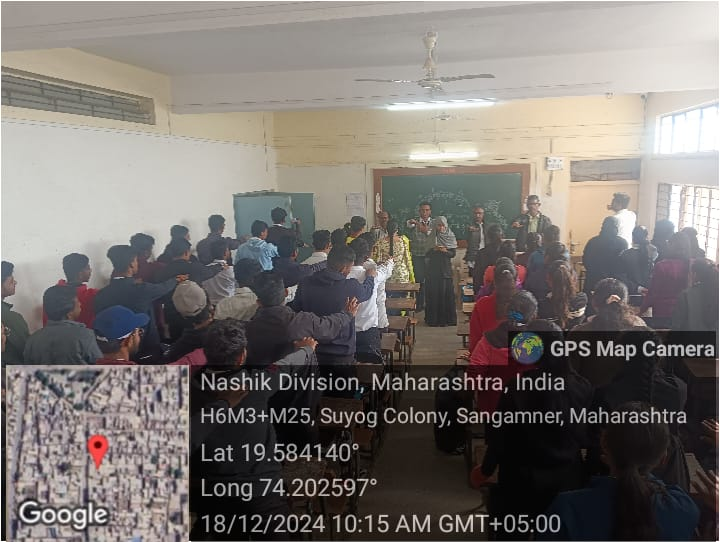 GPS Map Camera
Nashik Division, Maharashtra, India
H6M3+M25, Suyog Colony, Sangamner, Maharashtra
Lat 19.584140°
Long 74.202597°
18/12/2024 10:15 AM GMT+05:00
Google